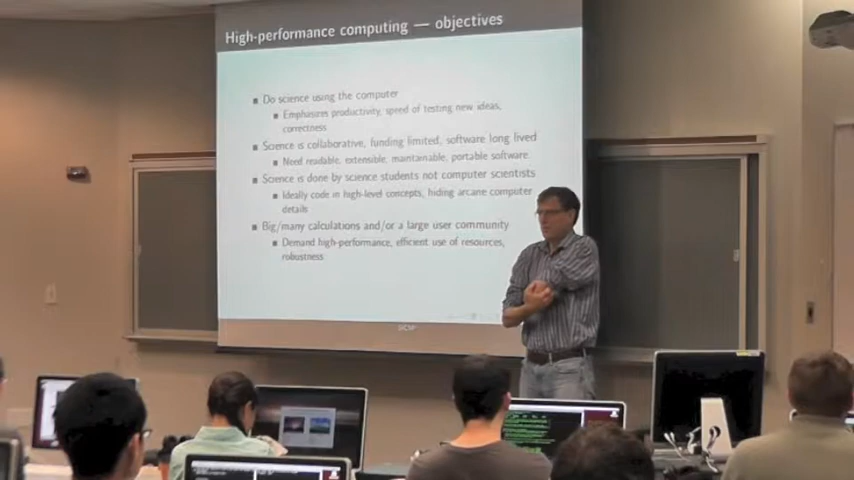 High-performance computing — objectives
Do science using the computer
Emphasizes productivity, speed of testing new ideas,
correctness
Science is collaborative, funding limited, software long lived
Need readable, extensible, maintainable, portable software
Science is done by science students not computer scientists
Ideally code in high-level concepts, hiding arcane computer
details
Big/many calculations and/or a large user community
Demand high-performance, efficient use of resources,
robustness